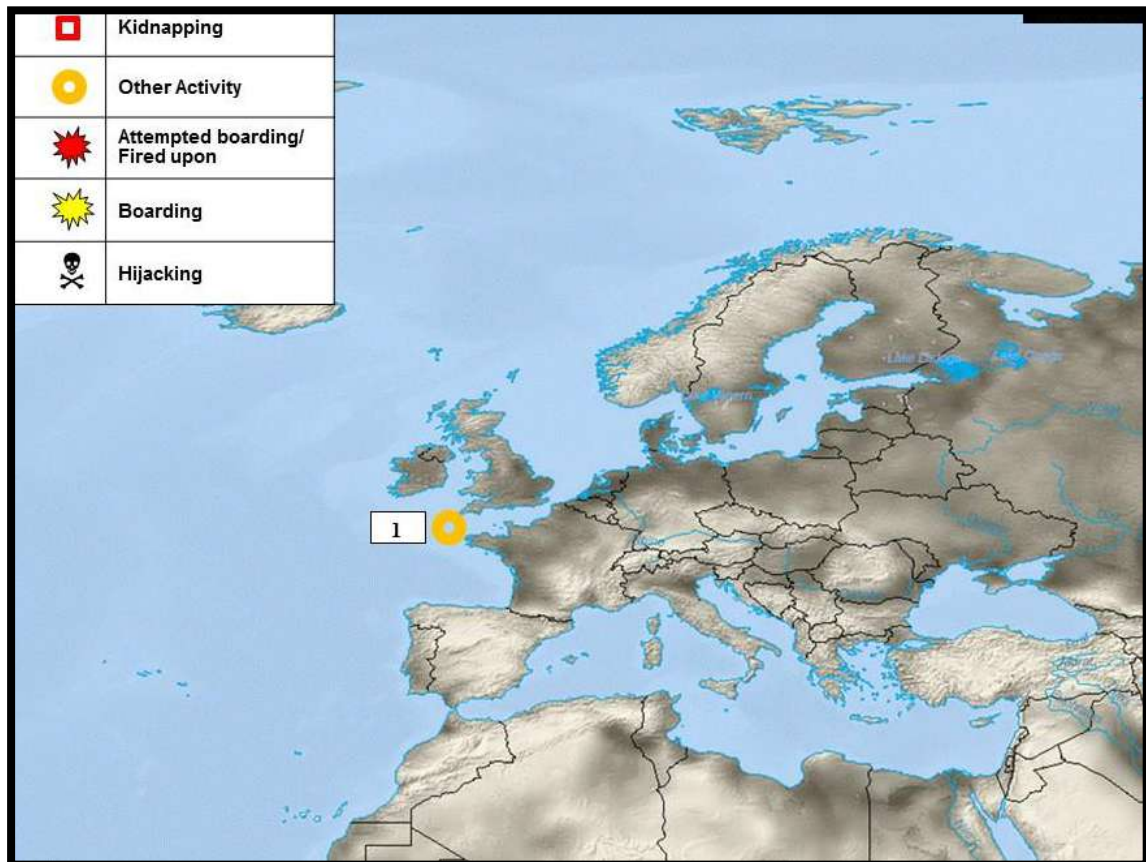 Kidnapping
Other Activity
Attempted boarding/
Fired upon
Boarding
Hijacking
1